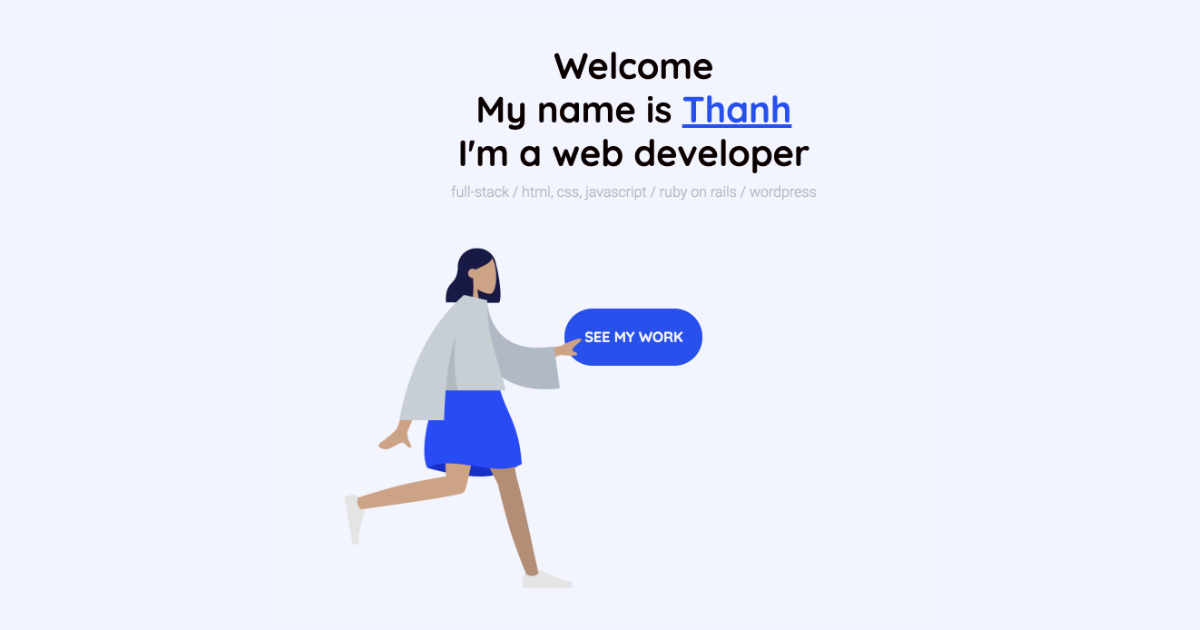 Welcome
My name is Thanh
I'm a web developer
full-stack / html, css, javascript / ruby on rails / wordpress
SEE MY WORK